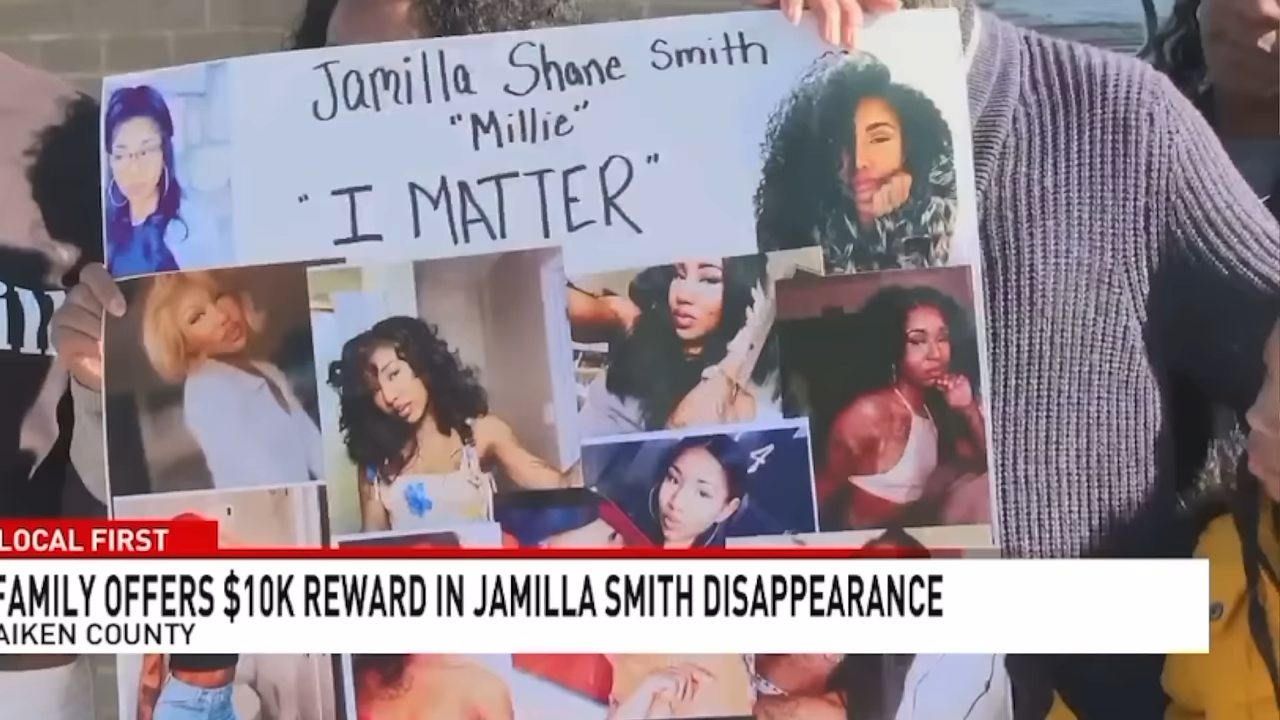 Jamilla Shane Smith
"Millie"
"I MATTER"
LOCAL FIRST
FAMILY OFFERS $10K REWARD IN JAMILLA SMITH DISAPPEARANCE
AIKEN COUNTY